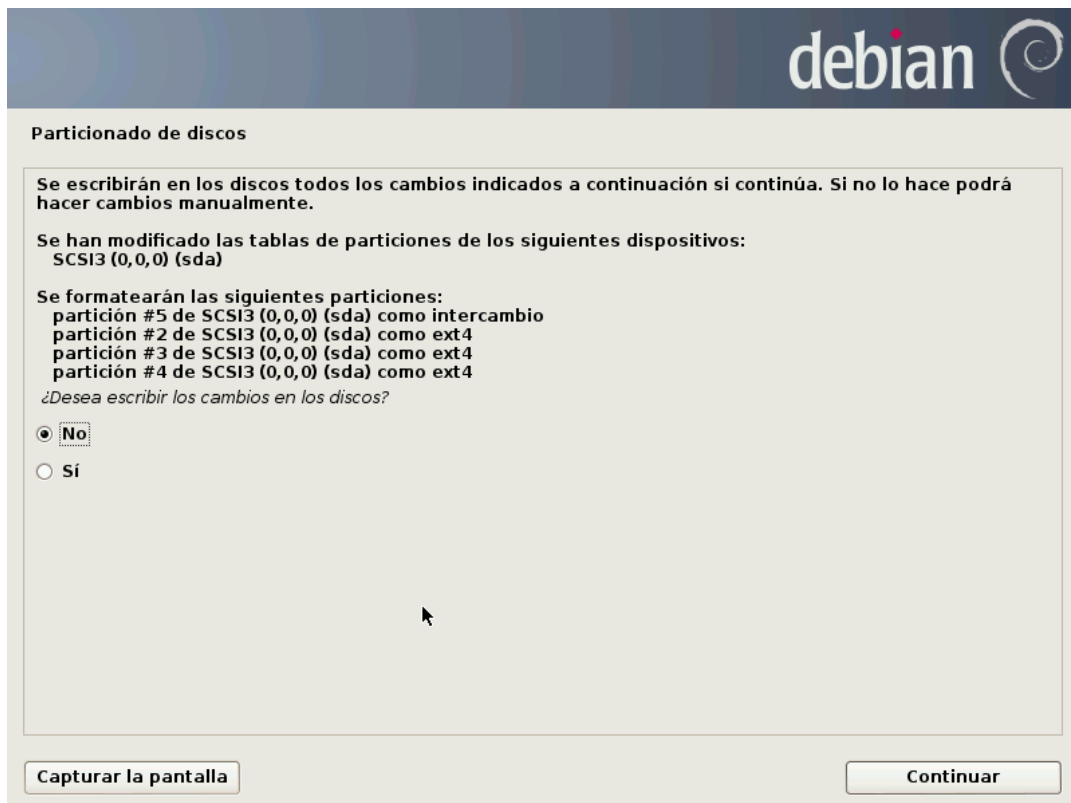 debian
Particionado de discos
Se escribirán en los discos todos los cambios indicados a continuación si continúa. Si no lo hace podrá
hacer cambios manualmente.
Se han modificado las tablas de particiones de los siguientes dispositivos:
SCSI3 (0,0,0) (sda)
Se formatearán las siguientes particiones:
partición #5 de SCSI3 (0,0,0) (sda) como intercambio
partición #2 de SCSI3 (0,0,0) (sda) como ext4
partición #3 de SCSI3 (0,0,0) (sda) como ext4
partición #4 de SCSI3 (0,0,0) (sda) como ext4
¿Desea escribir los cambios en los discos?
No
Sí
Capturar la pantalla
Continuar